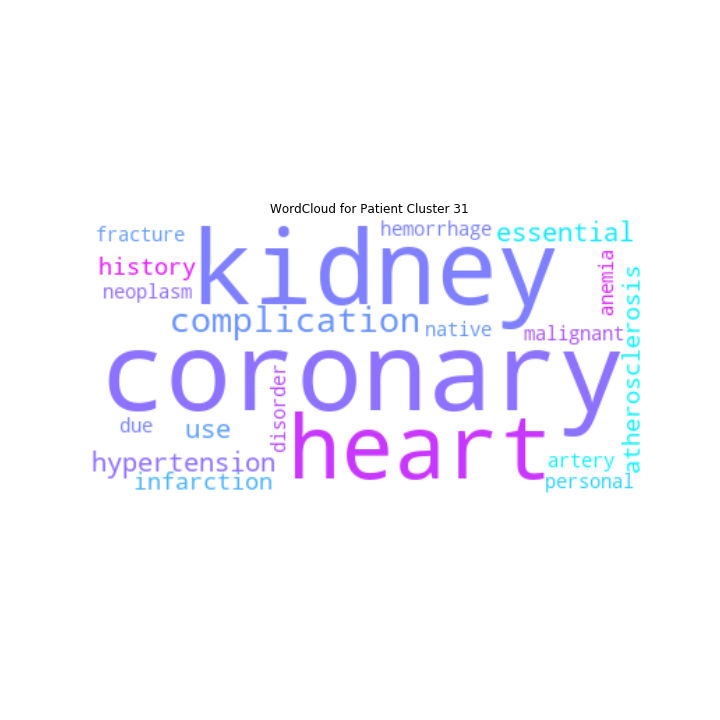 WordCloud for Patient Cluster 31
fracture
kidney
hemorrhage
essential
history
neoplasm
anemia
complication
native
malignant
atherosclerosis
coronary
disorder
due
use
heart
hypertension
artery
infarction
personal